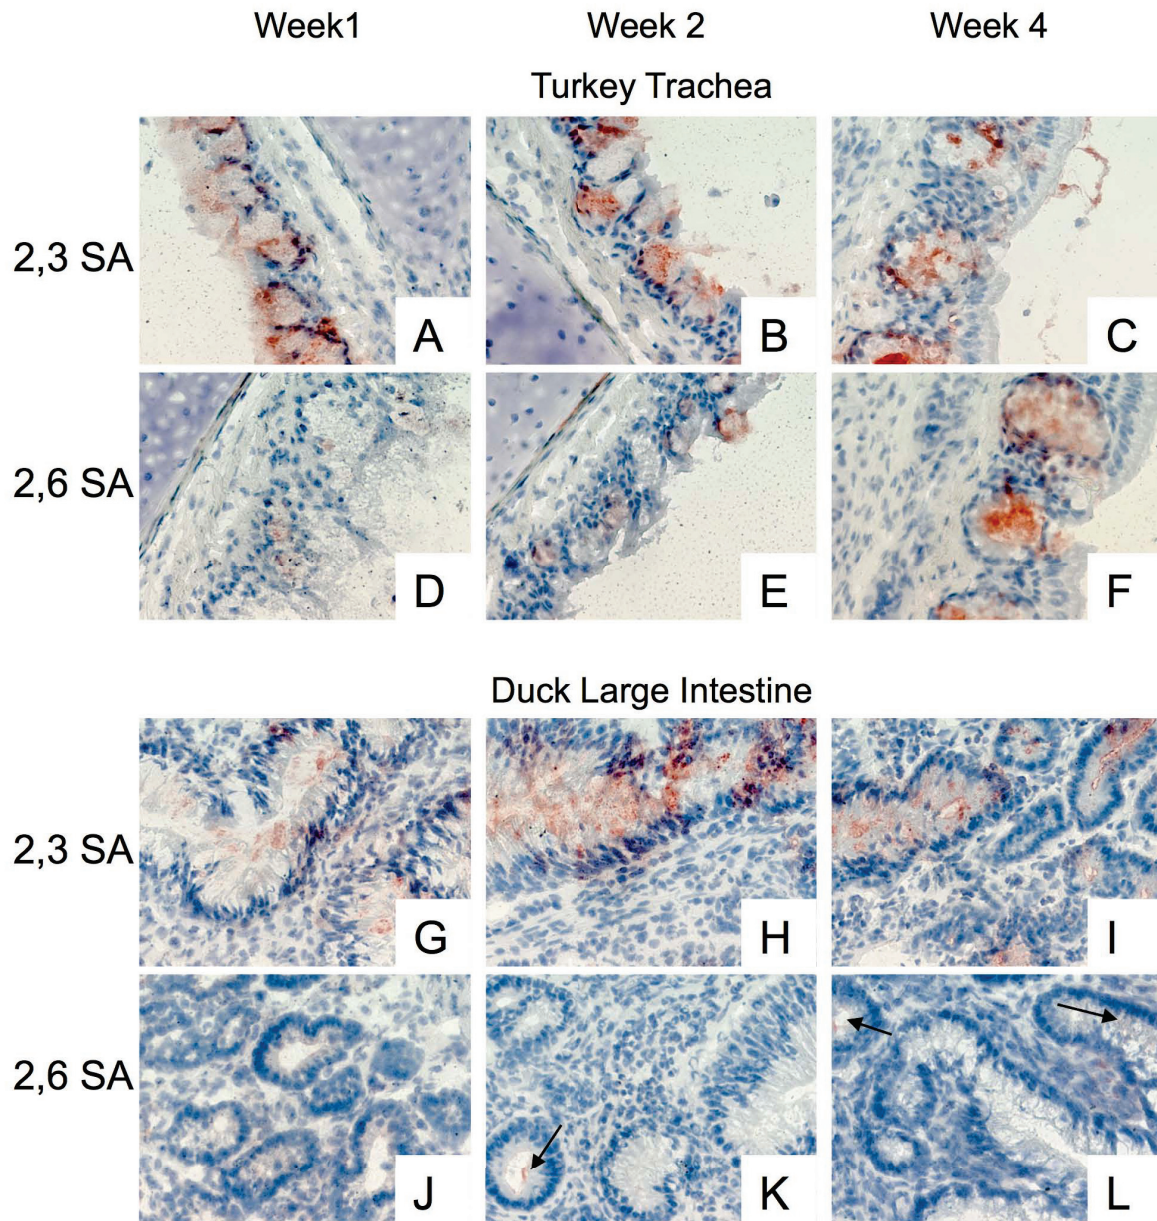 Week1 Week 2 Week 4
Turkey Trachea
2,3 SA A B C
2,6 SA D E F
Duck Large Intestine
2,3 SA G H I
2,6 SA J K L